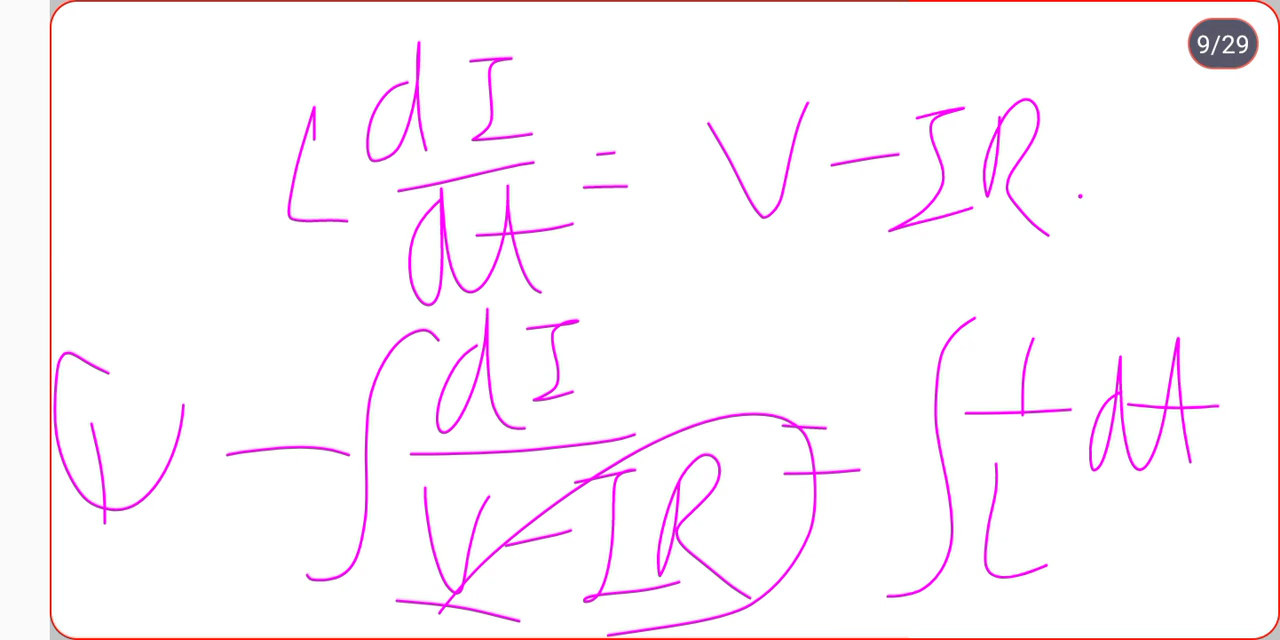 9/29
L dI/dt = V - IR.
∫ dI/(V - IR) = ∫ 1/L dt